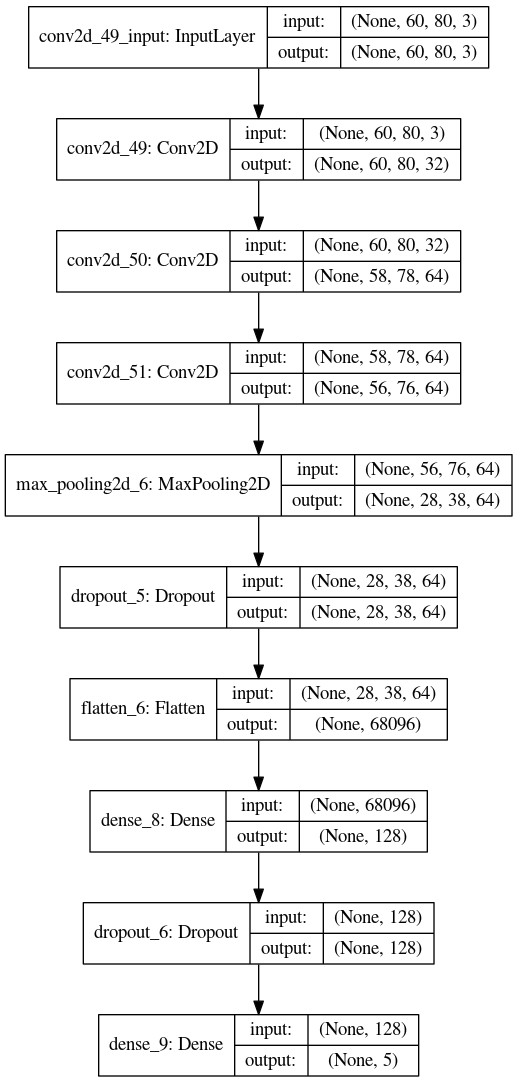 conv2d_49_input: InputLayer
input: (None, 60, 80, 3)
output: (None, 60, 80, 3)
conv2d_49: Conv2D
input: (None, 60, 80, 3)
output: (None, 60, 80, 32)
conv2d_50: Conv2D
input: (None, 60, 80, 32)
output: (None, 58, 78, 64)
conv2d_51: Conv2D
input: (None, 58, 78, 64)
output: (None, 56, 76, 64)
max_pooling2d_6: MaxPooling2D
input: (None, 56, 76, 64)
output: (None, 28, 38, 64)
dropout_5: Dropout
input: (None, 28, 38, 64)
output: (None, 28, 38, 64)
flatten_6: Flatten
input: (None, 28, 38, 64)
output: (None, 68096)
dense_8: Dense
input: (None, 68096)
output: (None, 128)
dropout_6: Dropout
input: (None, 128)
output: (None, 128)
dense_9: Dense
input: (None, 128)
output: (None, 5)